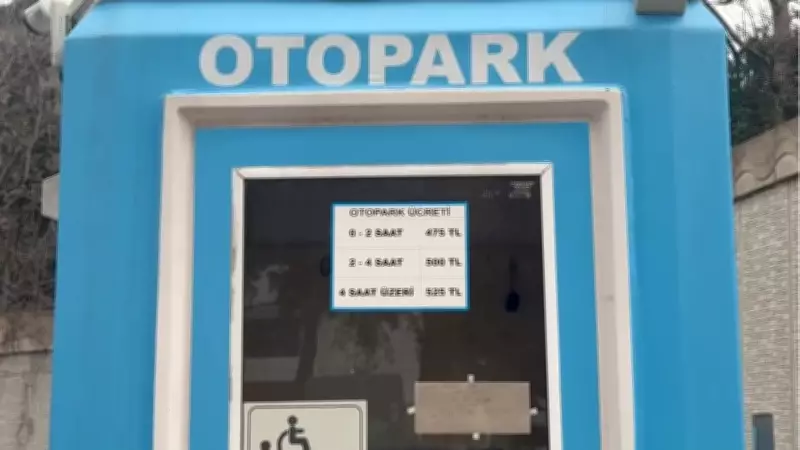 OTOPARK
OTOPARK ÜCRETİ
0 - 2 SAAT 475 TL
2 - 4 SAAT 500 TL
4 SAAT ÜZERİ 525 TL